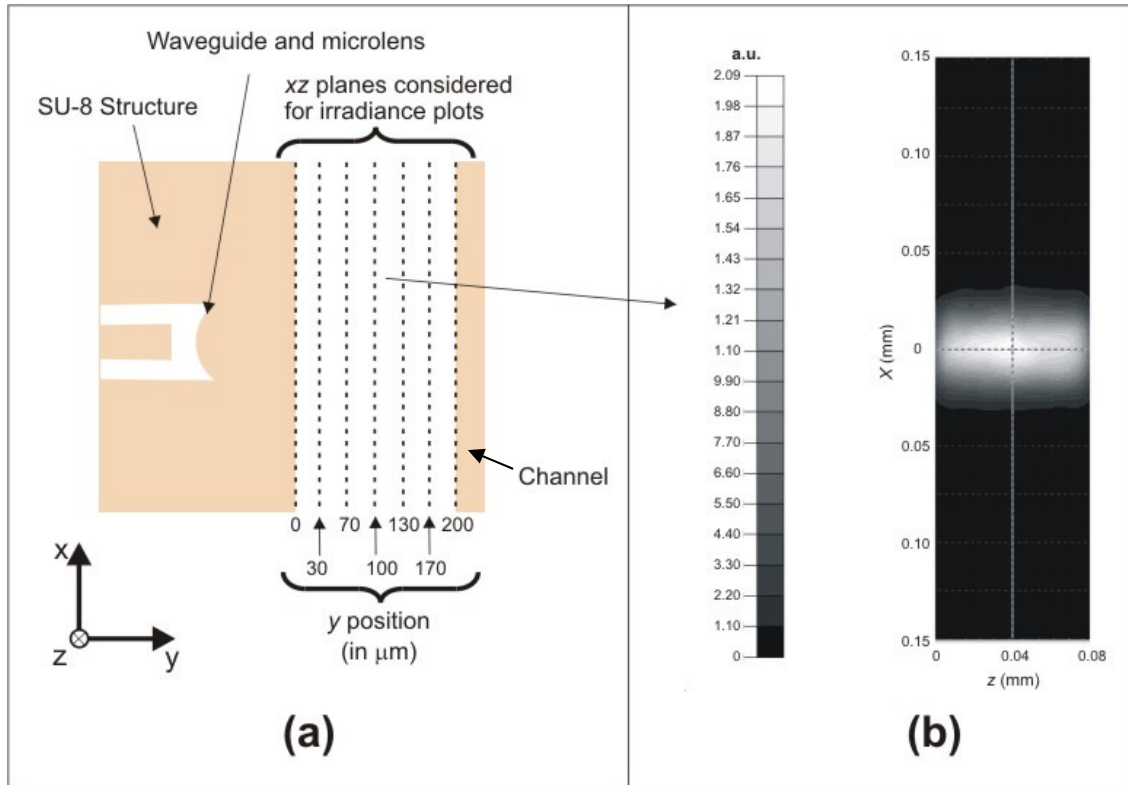 Waveguide and microlens
SU-8 Structure
xz planes considered
for irradiance plots
Channel
0 70 130 200
30 100 170
y position
(in μm)
x
z
y
(a)
a.u.
2.09
1.98
1.87
1.76
1.65
1.54
1.43
1.32
1.21
1.10
9.90
8.80
7.70
6.60
5.50
4.40
3.30
2.20
1.10
0
X (mm)
0.15
0.10
0.05
0
0.05
0.10
0.15
0 0.04 0.08
z (mm)
(b)